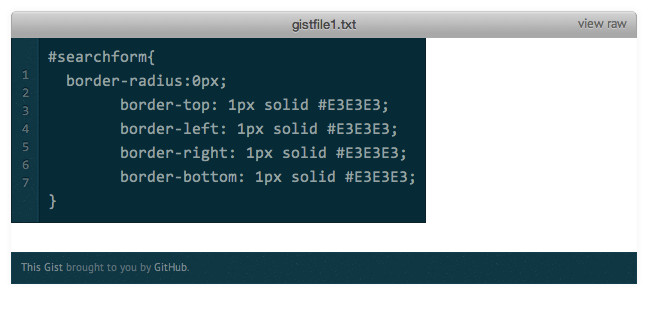 gistfile1.txt
view raw
1
2
3
4
5
6
7
#searchform{
  border-radius:0px;
        border-top: 1px solid #E3E3E3;
        border-left: 1px solid #E3E3E3;
        border-right: 1px solid #E3E3E3;
        border-bottom: 1px solid #E3E3E3;
}
This Gist brought to you by GitHub.